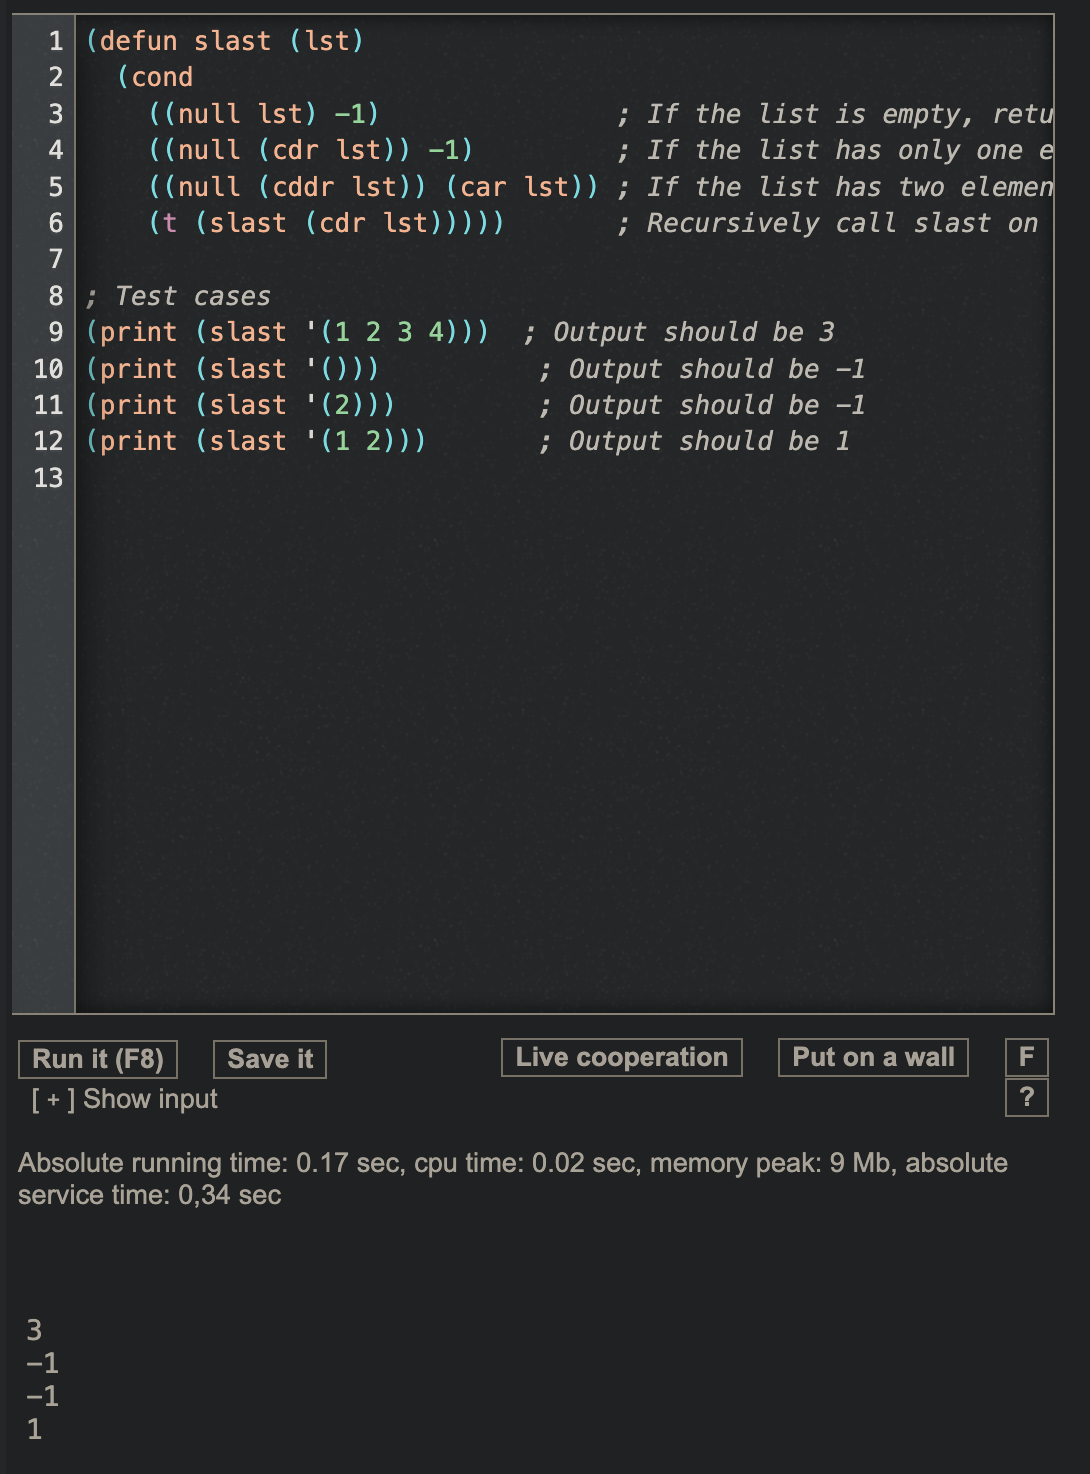 1 (defun slast (lst)
2   (cond
3     ((null lst) -1)               ; If the list is empty, retu
4     ((null (cdr lst)) -1)         ; If the list has only one e
5     ((null (cddr lst)) (car lst)) ; If the list has two elemen
6     (t (slast (cdr lst)))))       ; Recursively call slast on
7
8 ; Test cases
9 (print (slast '(1 2 3 4)))  ; Output should be 3
10 (print (slast '()))          ; Output should be -1
11 (print (slast '(2)))         ; Output should be -1
12 (print (slast '(1 2)))       ; Output should be 1
13
Run it (F8) Save it Live cooperation Put on a wall F
[ + ] Show input ?
Absolute running time: 0.17 sec, cpu time: 0.02 sec, memory peak: 9 Mb, absolute
service time: 0,34 sec
3
-1
-1
1